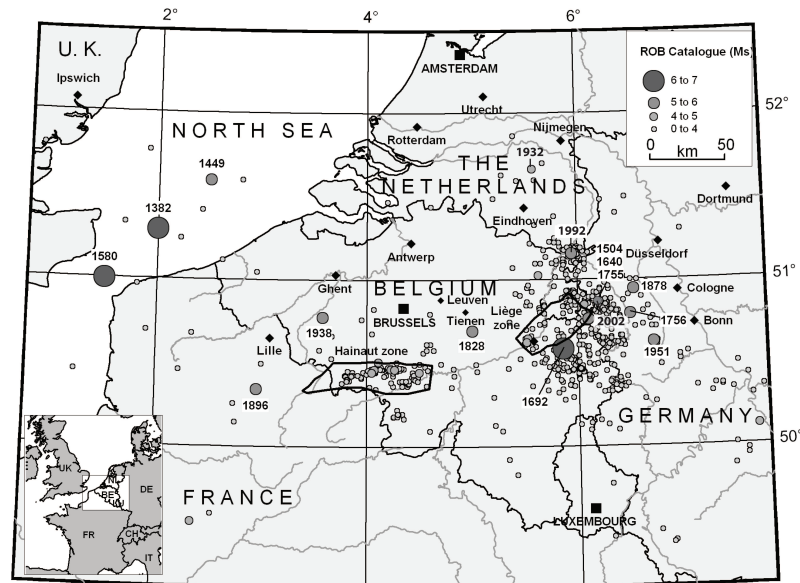 2°
4°
6°
U. K.
Ipswich
AMSTERDAM
Utrecht
Rotterdam
Nijmegen
ROB Catalogue (Ms)
6 to 7
5 to 6
4 to 5
0 to 4
0
50
km
52°
NORTH SEA
1449
1382
1580
1932
THE
NETHERLANDS
Eindhoven
Dortmund
1992
1504
1640
1755
Düsseldorf
Antwerp
Ghent
BELGIUM
Leuven
BRUSSELS
Tienen
Liège
zone
1878
Cologne
2002
1756
Bonn
51°
1938
1828
1951
Lille
Hainaut zone
1896
1692
GERMANY
50°
FRANCE
LUXEMBOURG
UK
NL
BE
LU
DE
FR
CH
IT